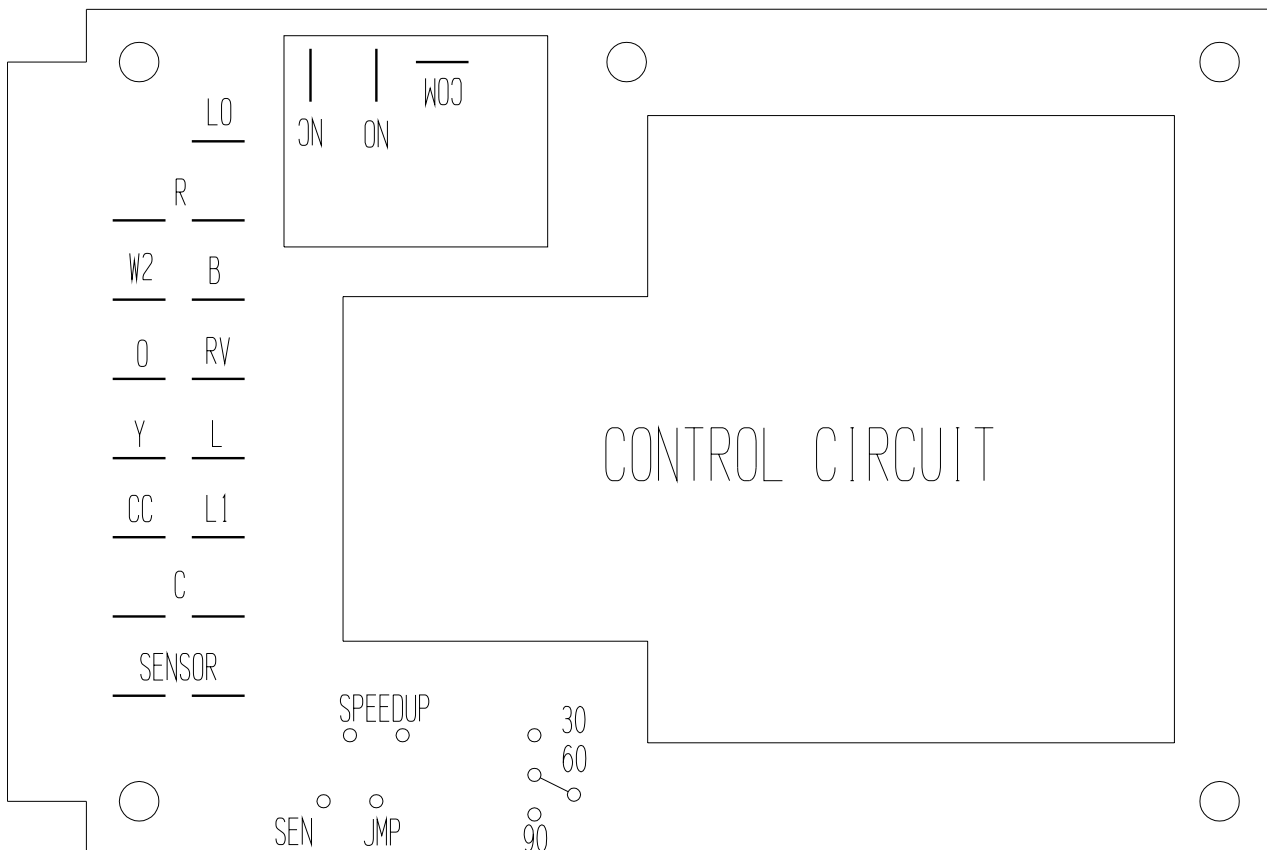 LO
NC NO COM
R
W2 B
O RV
Y L
CC L1
CONTROL CIRCUIT
C
SENSOR
SPEEDUP
30
60
SEN JMP
90